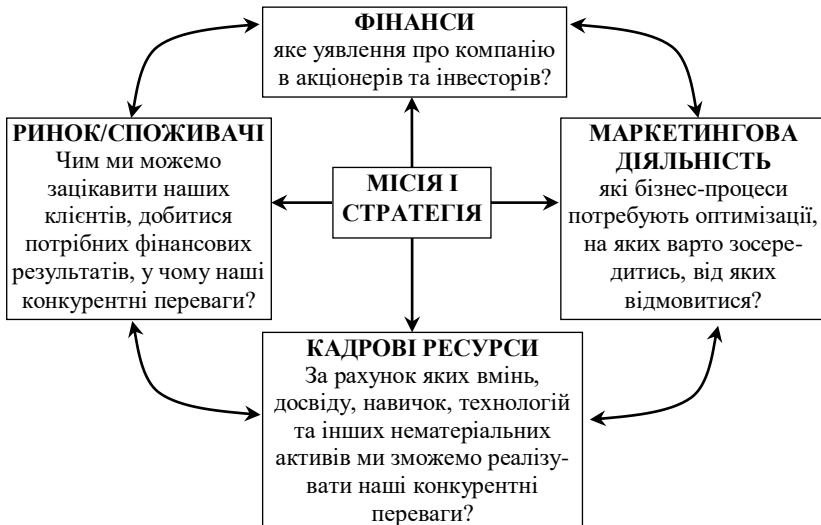 ФІНАНСИ
яке уявлення про компанію
в акціонерів та інвесторів?
РИНОК/СПОЖИВАЧІ
Чим ми можемо
зацікавити наших
клієнтів, добитися
потрібних фінансових
результатів, у чому наші
конкурентні переваги?
МІСІЯ І
СТРАТЕГІЯ
МАРКЕТИНГОВА
ДІЯЛЬНІСТЬ
які бізнес-процеси
потребують оптимізації,
на яких варто зосере-
дитись, від яких
відмовитися?
КАДРОВІ РЕСУРСИ
За рахунок яких вмінь,
досвіду, навичок, технологій
та інших нематеріальних
активів ми зможемо реалізу-
вати наші конкурентні
переваги?